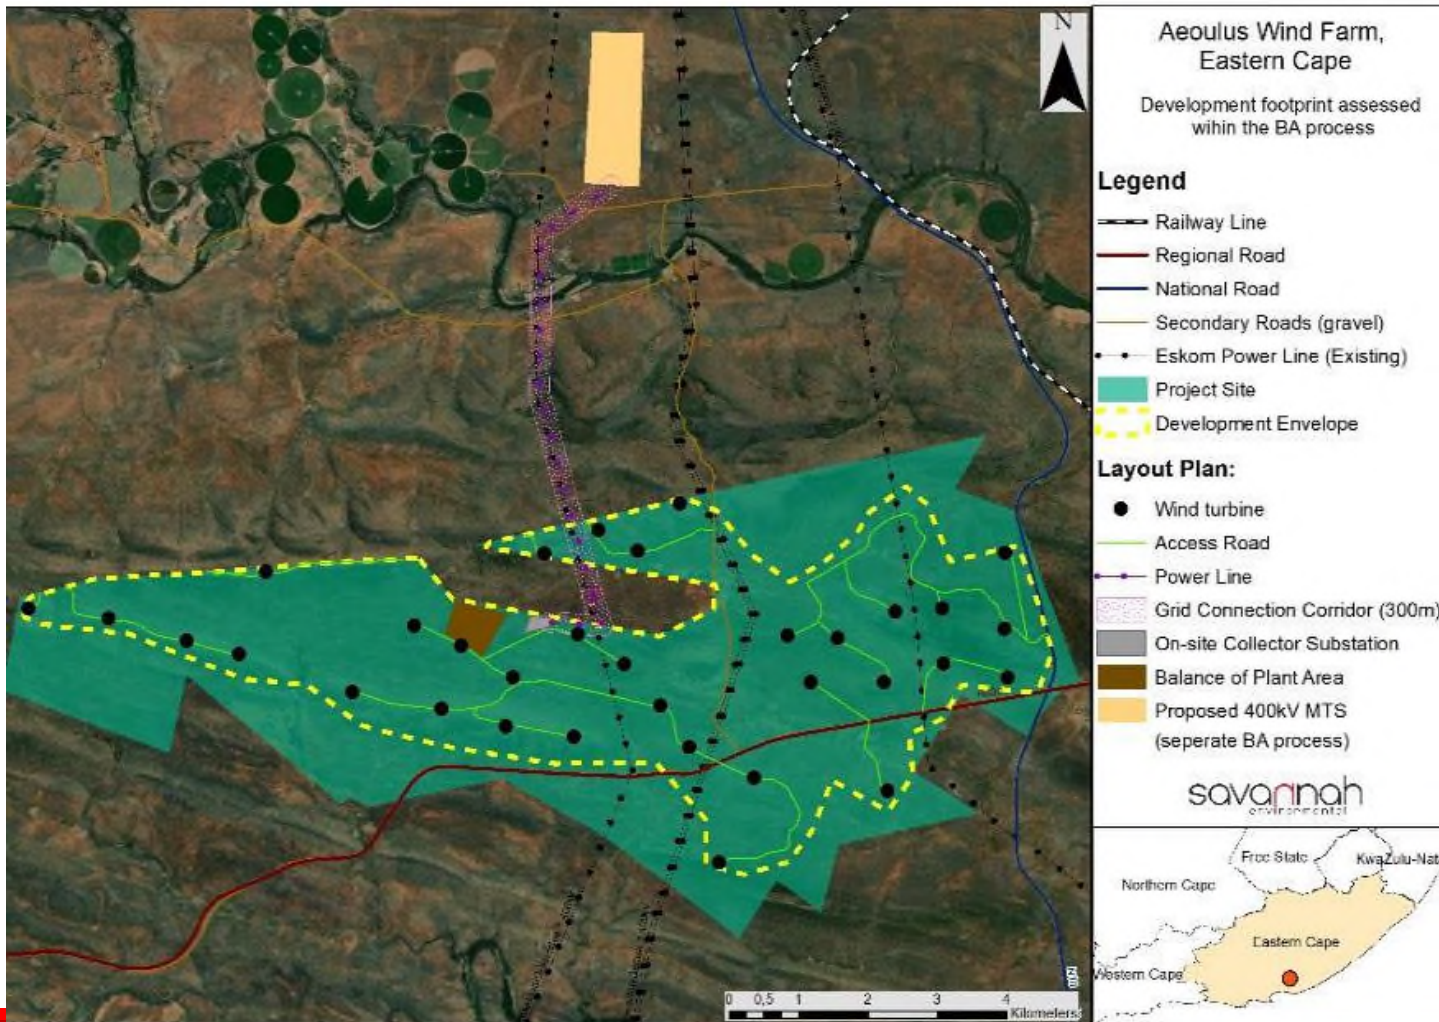 N
Aeoulus Wind Farm,
Eastern Cape
Development footprint assessed
wihin the BA process
Legend
Railway Line
Regional Road
National Road
Secondary Roads (gravel)
Eskom Power Line (Existing)
Project Site
Development Envelope
Layout Plan:
Wind turbine
Access Road
Power Line
Grid Connection Corridor (300m)
On-site Collector Substation
Balance of Plant Area
Proposed 400kV MTS
(seperate BA process)
savannah
environmental
Free State
KwaZulu-Nat
Northern Cape
Eastern Cape
Western Cape
0 0,5 1 2 3 4
Kilometers